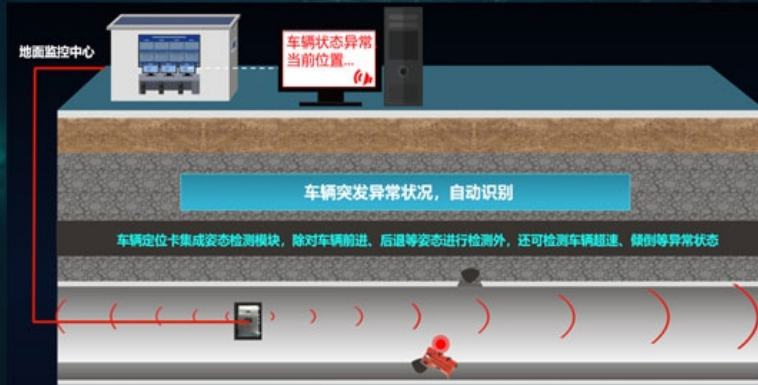 地面监控中心
车辆状态异常
当前位置...
车辆突发异常状况，自动识别
车辆定位卡集成姿态检测模块，除对车辆前进、后退等姿态进行检测外，还可检测车辆超速、倾倒等异常状态